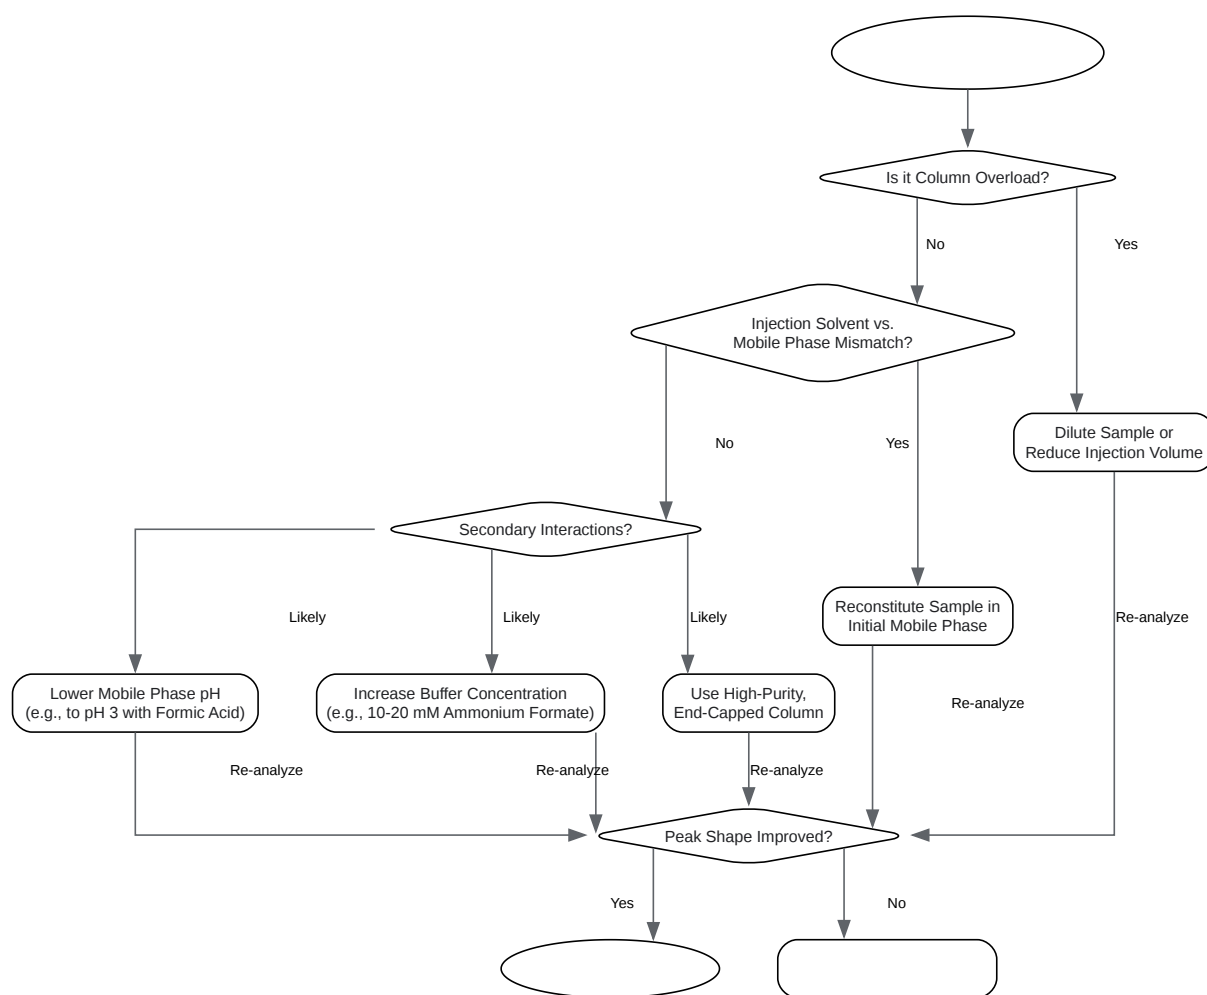 Is it Column Overload?
No
Yes
Injection Solvent vs.
Mobile Phase Mismatch?
No
Yes
Dilute Sample or
Reduce Injection Volume
Secondary Interactions?
Likely
Likely
Likely
Reconstitute Sample in
Initial Mobile Phase
Re-analyze
Lower Mobile Phase pH
(e.g., to pH 3 with Formic Acid)
Increase Buffer Concentration
(e.g., 10-20 mM Ammonium Formate)
Use High-Purity,
End-Capped Column
Re-analyze
Re-analyze
Re-analyze
Re-analyze
Peak Shape Improved?
Yes
No